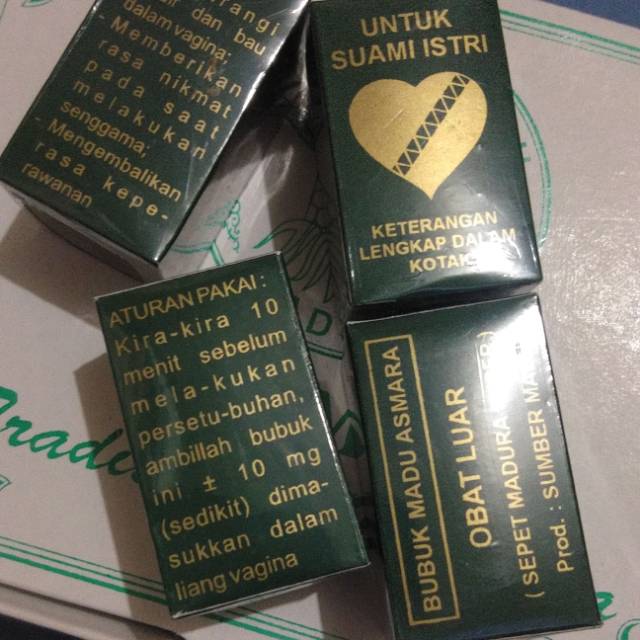 dan bau
dalam vagina;
- Memberikan
rasa nikmat
pada saat
melakukan
senggama;
- Mengembalikan
rasa kepe-
rawanan
UNTUK
SUAMI ISTRI
KETERANGAN
LENGKAP DALAM
KOTAK
ATURAN PAKAI :
Kira-kira 10
menit sebelum
mela-kukan
persetu-buhan,
ambillah bubuk
ini ± 10 mg
(sedikit) dima-
sukkan dalam
liang vagina
BUBUK MADU ASMARA
OBAT LUAR
( SEPET MADURA
Prod. : SUMBER